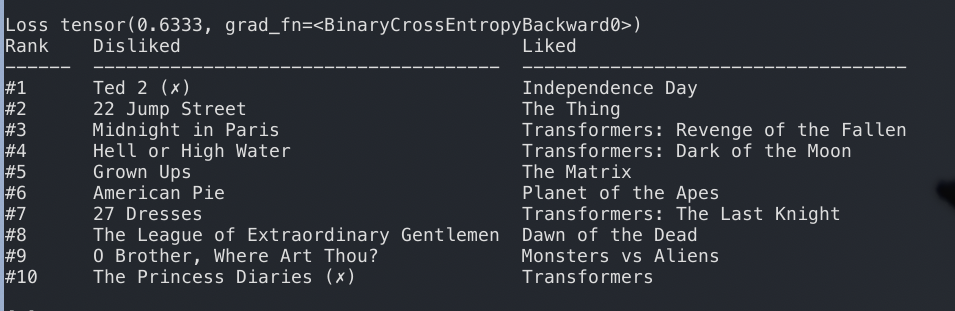 Loss tensor(0.6333, grad_fn=<BinaryCrossEntropyBackward0>)
Rank    Disliked                               Liked
------  -------------------------------------  -----------------------------------
#1      Ted 2 (✗)                              Independence Day
#2      22 Jump Street                         The Thing
#3      Midnight in Paris                      Transformers: Revenge of the Fallen
#4      Hell or High Water                     Transformers: Dark of the Moon
#5      Grown Ups                              The Matrix
#6      American Pie                           Planet of the Apes
#7      27 Dresses                             Transformers: The Last Knight
#8      The League of Extraordinary Gentlemen  Dawn of the Dead
#9      O Brother, Where Art Thou?             Monsters vs Aliens
#10     The Princess Diaries (✗)               Transformers